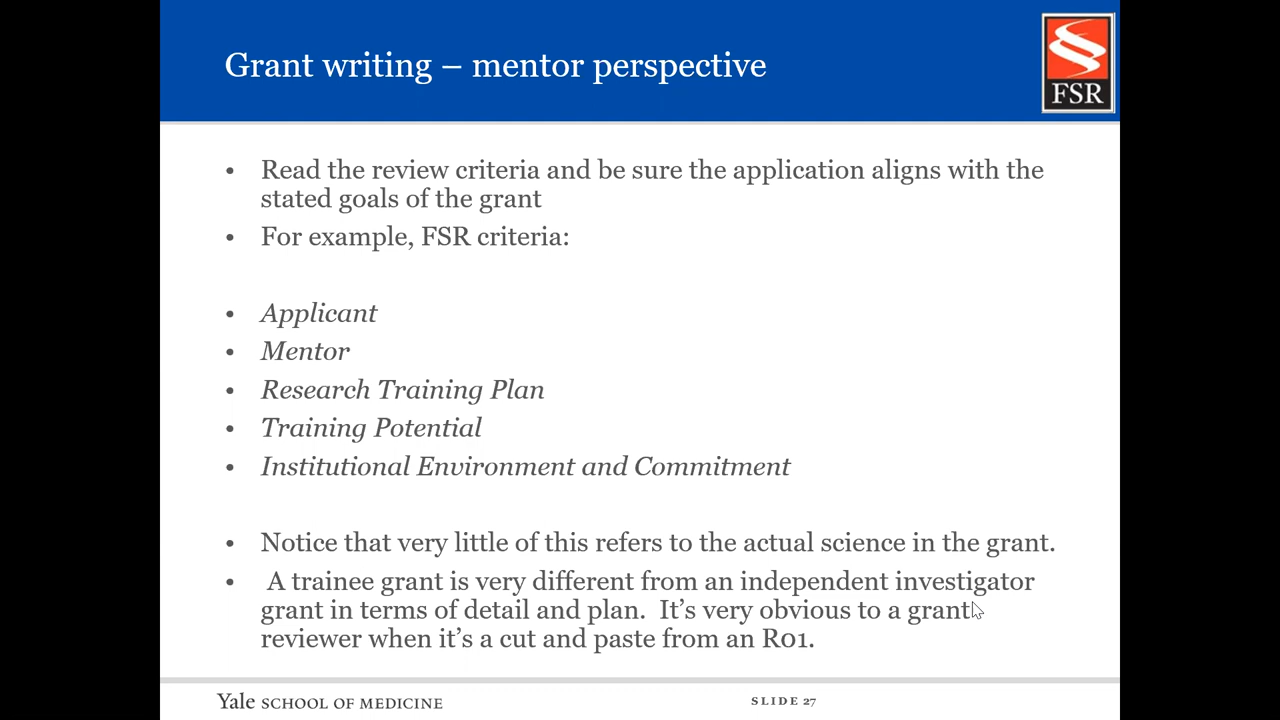 Grant writing – mentor perspective
FSR
• Read the review criteria and be sure the application aligns with the
stated goals of the grant
• For example, FSR criteria:
• Applicant
• Mentor
• Research Training Plan
• Training Potential
• Institutional Environment and Commitment
• Notice that very little of this refers to the actual science in the grant.
• A trainee grant is very different from an independent investigator
grant in terms of detail and plan.  It’s very obvious to a grant
reviewer when it’s a cut and paste from an R01.
Yale SCHOOL OF MEDICINE
SLIDE 27